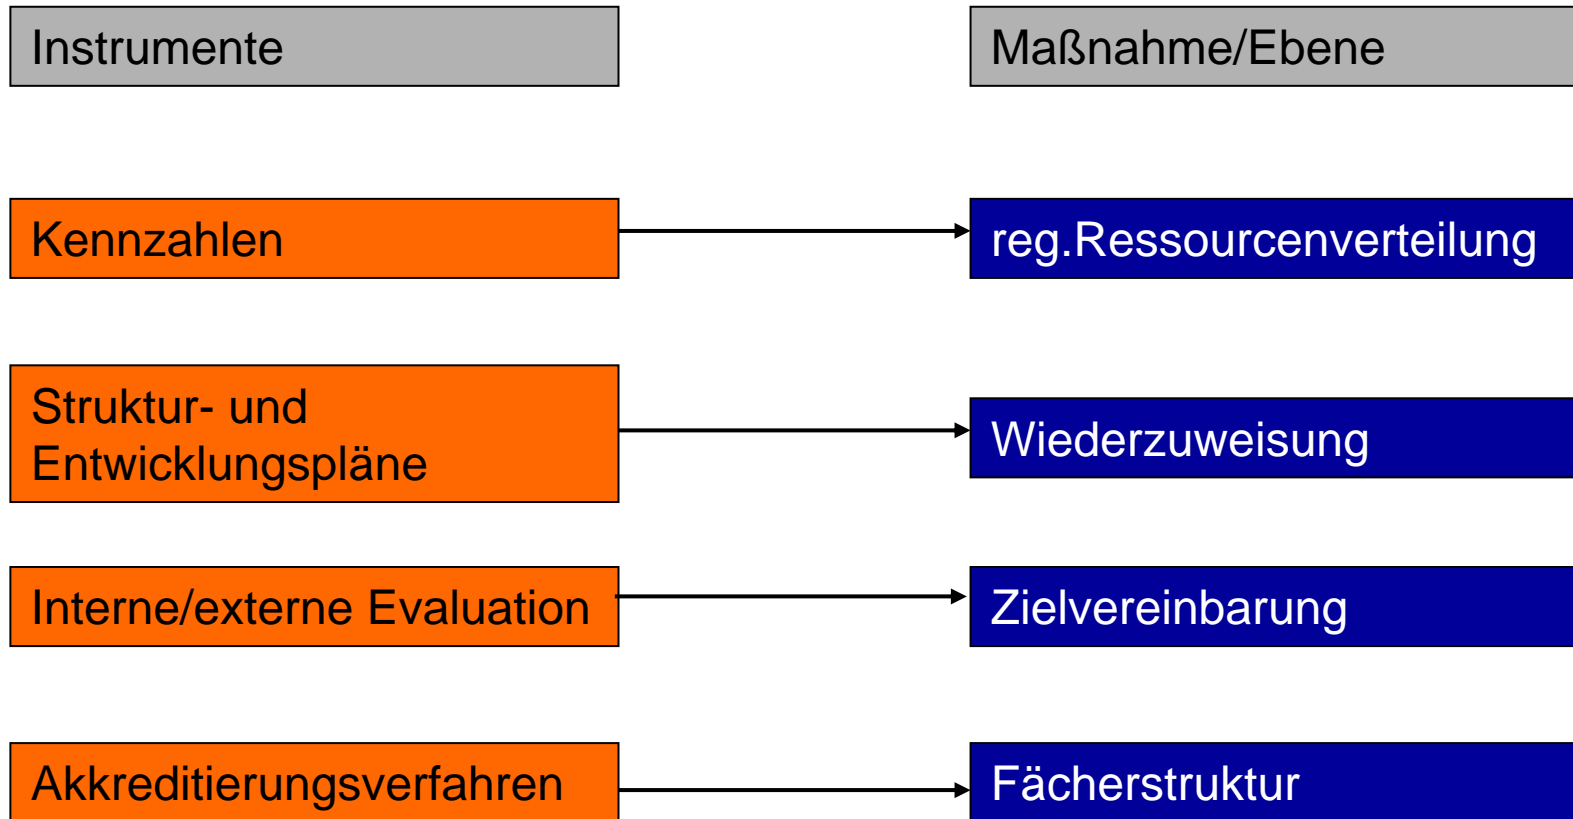 Instrumente
Maßnahme/Ebene
Kennzahlen
reg.Ressourcenverteilung
Struktur- und
Entwicklungspläne
Wiederzuweisung
Interne/externe Evaluation
Zielvereinbarung
Akkreditierungsverfahren
Fächerstruktur